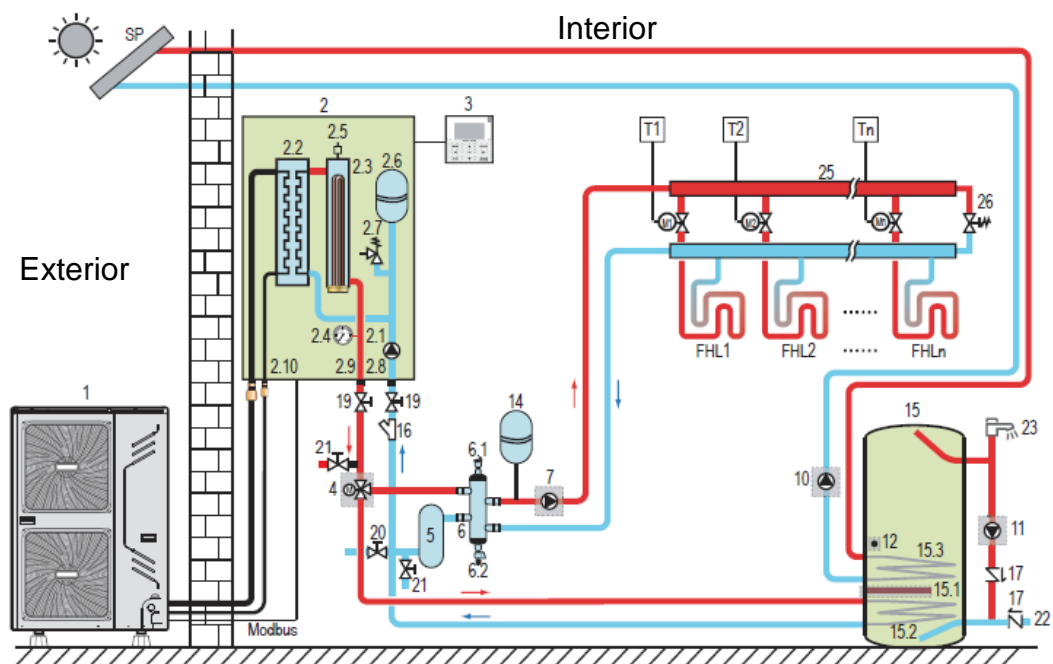 Interior
SP
2
3
2.5
2.2
2.3
2.6
2.7
T1
T2
Tn
25
26
M1
M2
Mn
Exterior
2.4
2.1
2.10
2.9
2.8
FHL1
FHL2
......
......
FHLn
1
19
19
14
15
23
16
21
6.1
7
10
4
M
11
20
5
6
12
15.3
21
6.2
15.1
17
17
15.2
22
Modbus